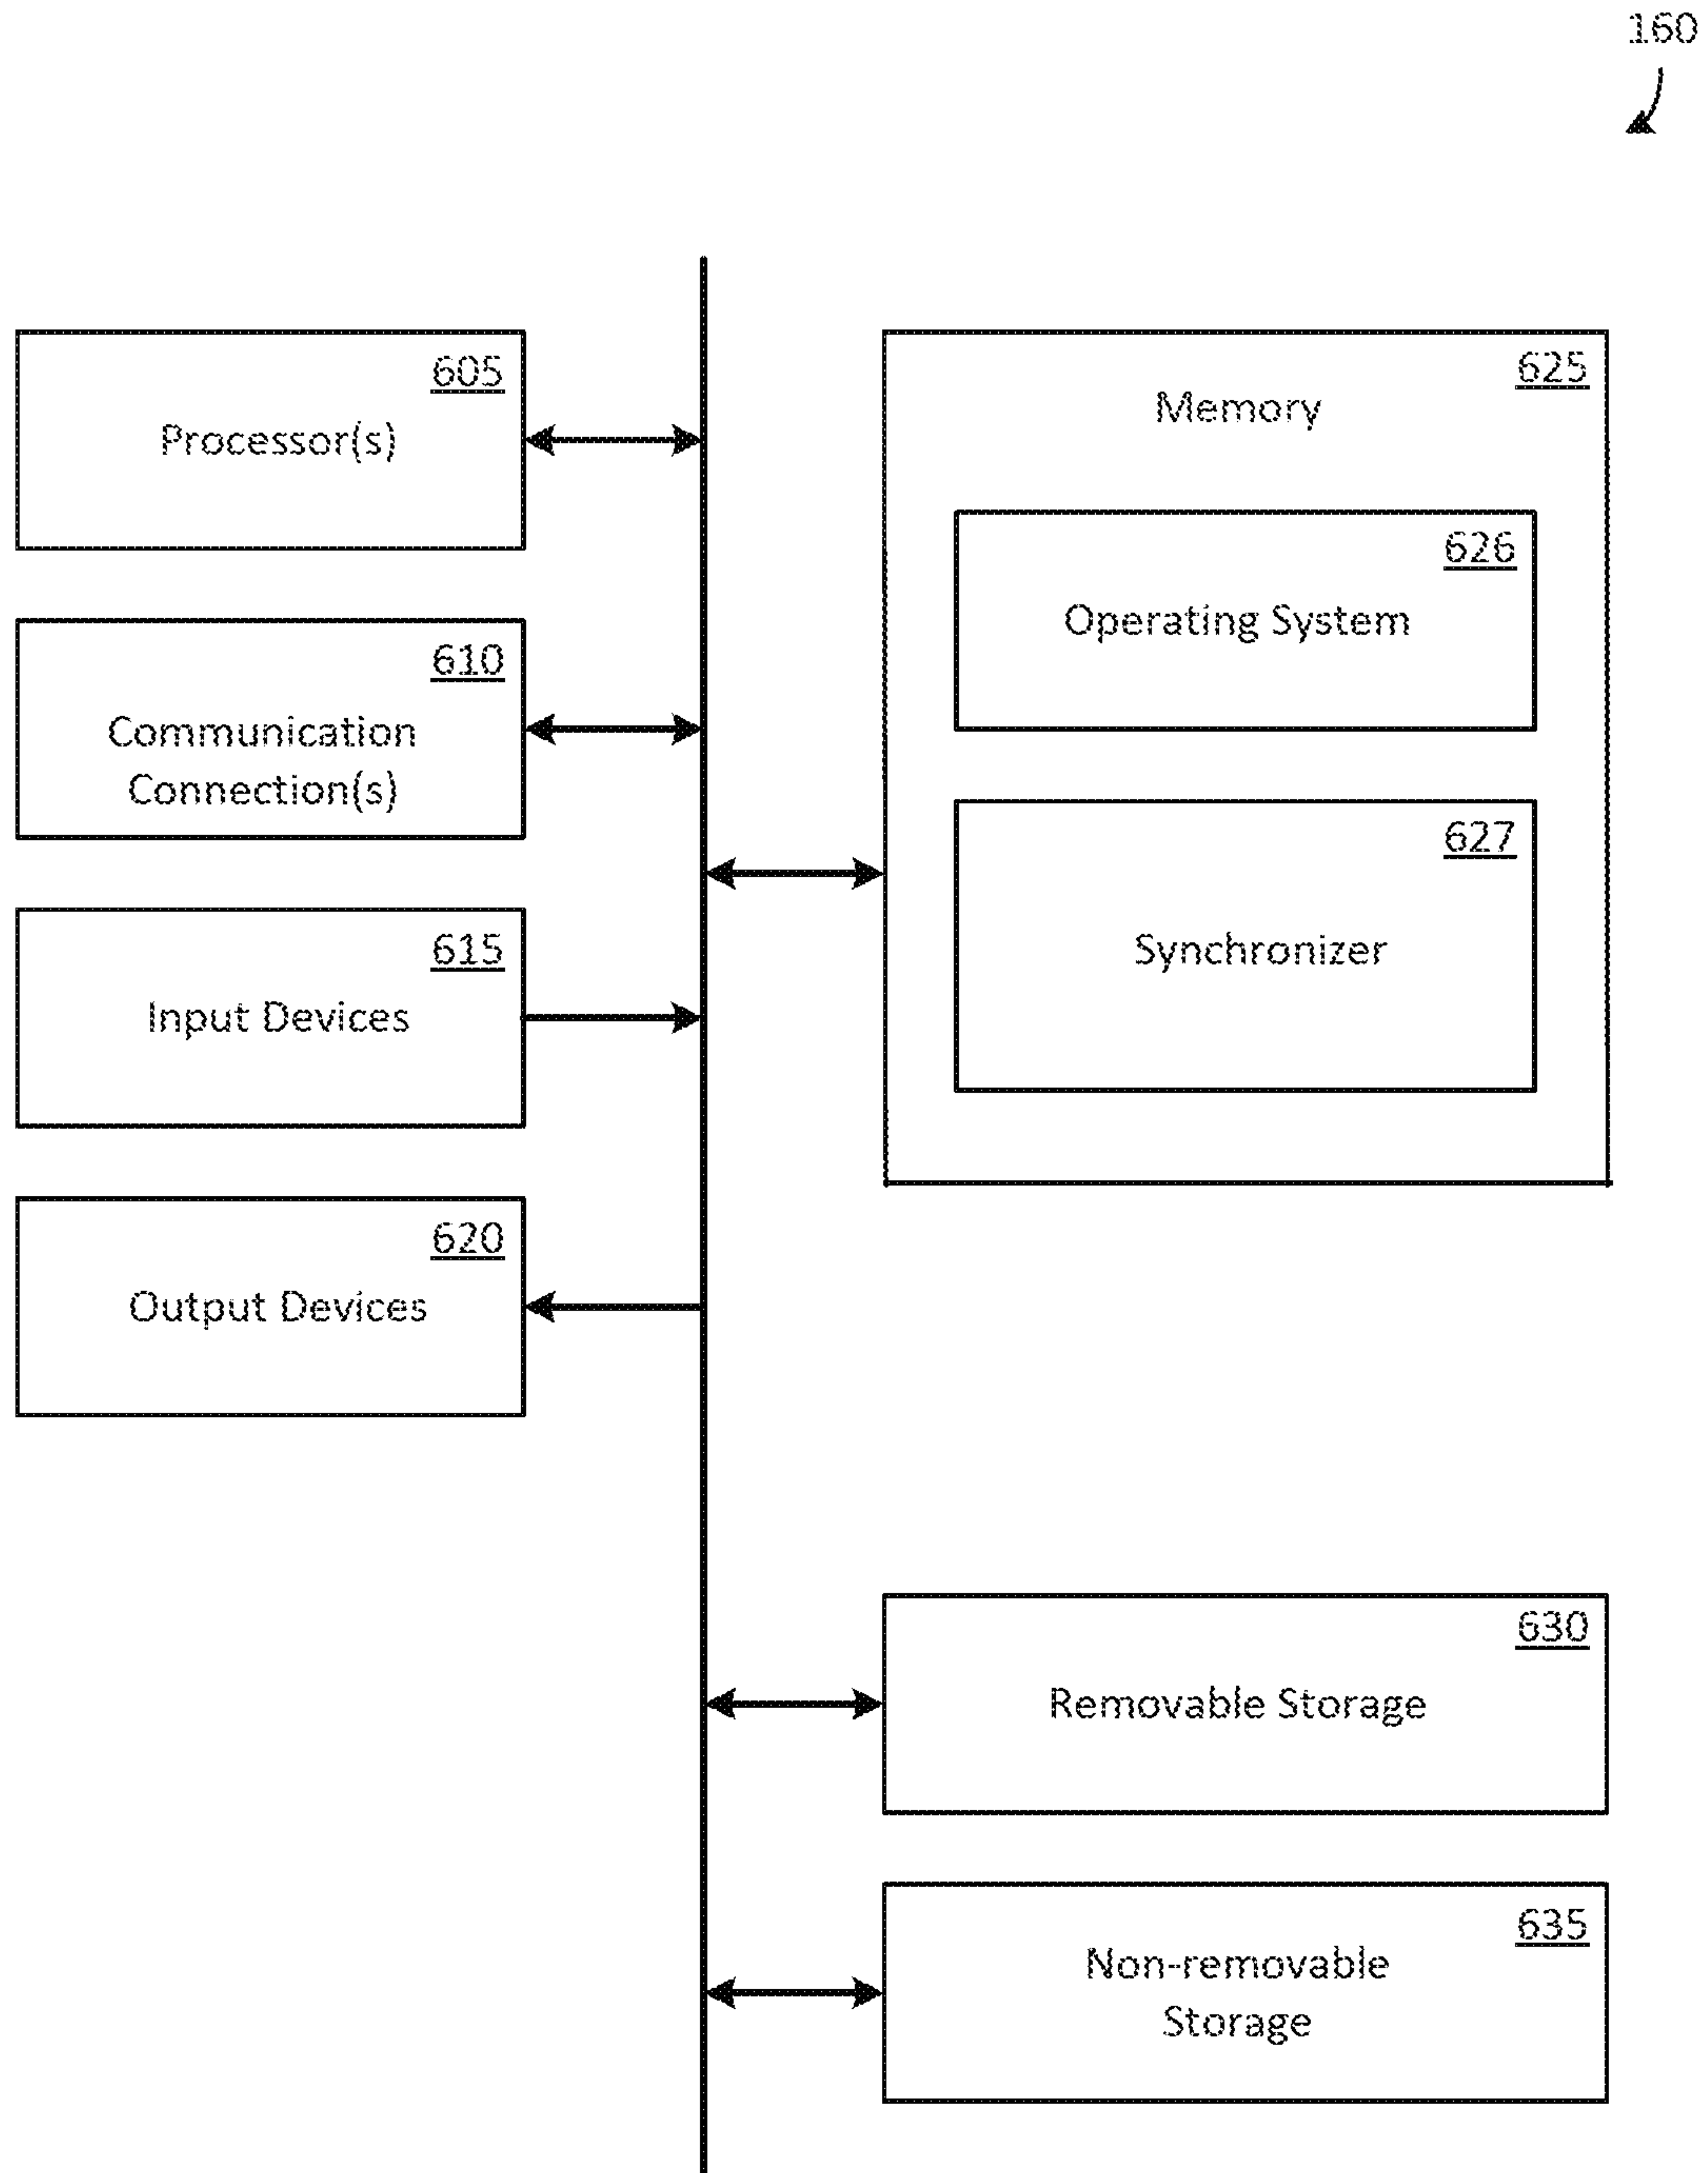 160
605
Processor(s)
610
Communication
Connection(s)
615
Input Devices
620
Output Devices
625
Memory
626
Operating System
627
Synchronizer
630
Removable Storage
635
Non-removable
Storage